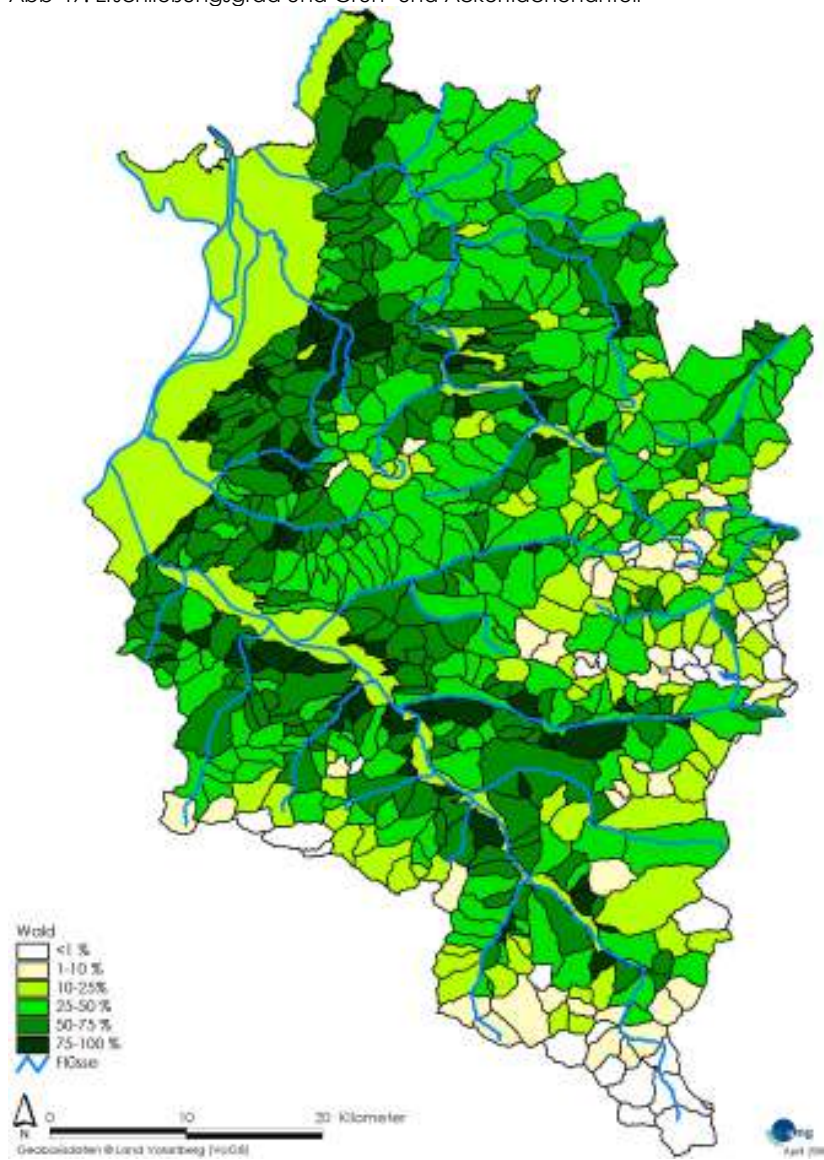 Wald
<1 %
1-10 %
10-25%
25-50 %
50-75 %
75-100 %
Flüsse
0 10 20 Kilometer
N
Geobasisdaten © Land Vorarlberg (VoGIS)
April